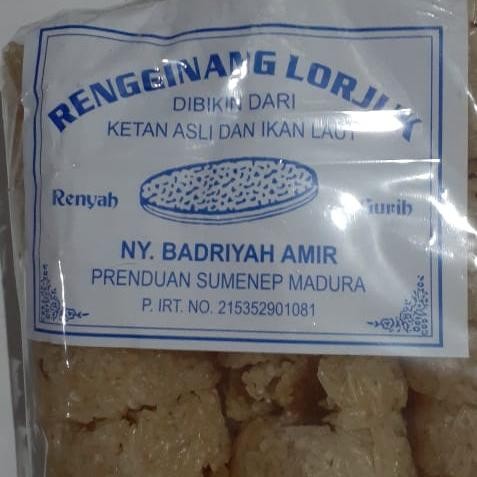 RENGGINANG LORJUK
DIBIKIN DARI
KETAN ASLI DAN IKAN LAUT
Renyah
Gurih
NY. BADRIYAH AMIR
PRENDUAN SUMENEP MADURA
P. IRT. NO. 215352901081